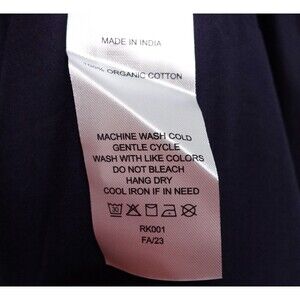 MADE IN INDIA
100% ORGANIC COTTON
MACHINE WASH COLD
GENTLE CYCLE
WASH WITH LIKE COLORS
DO NOT BLEACH
HANG DRY
COOL IRON IF IN NEED
RK001
FA/23